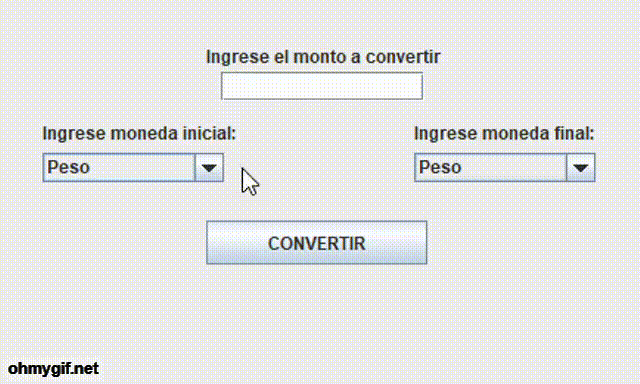 Ingrese el monto a convertir
Ingrese moneda inicial:
Ingrese moneda final:
Peso
Peso
CONVERTIR
ohmygif.net